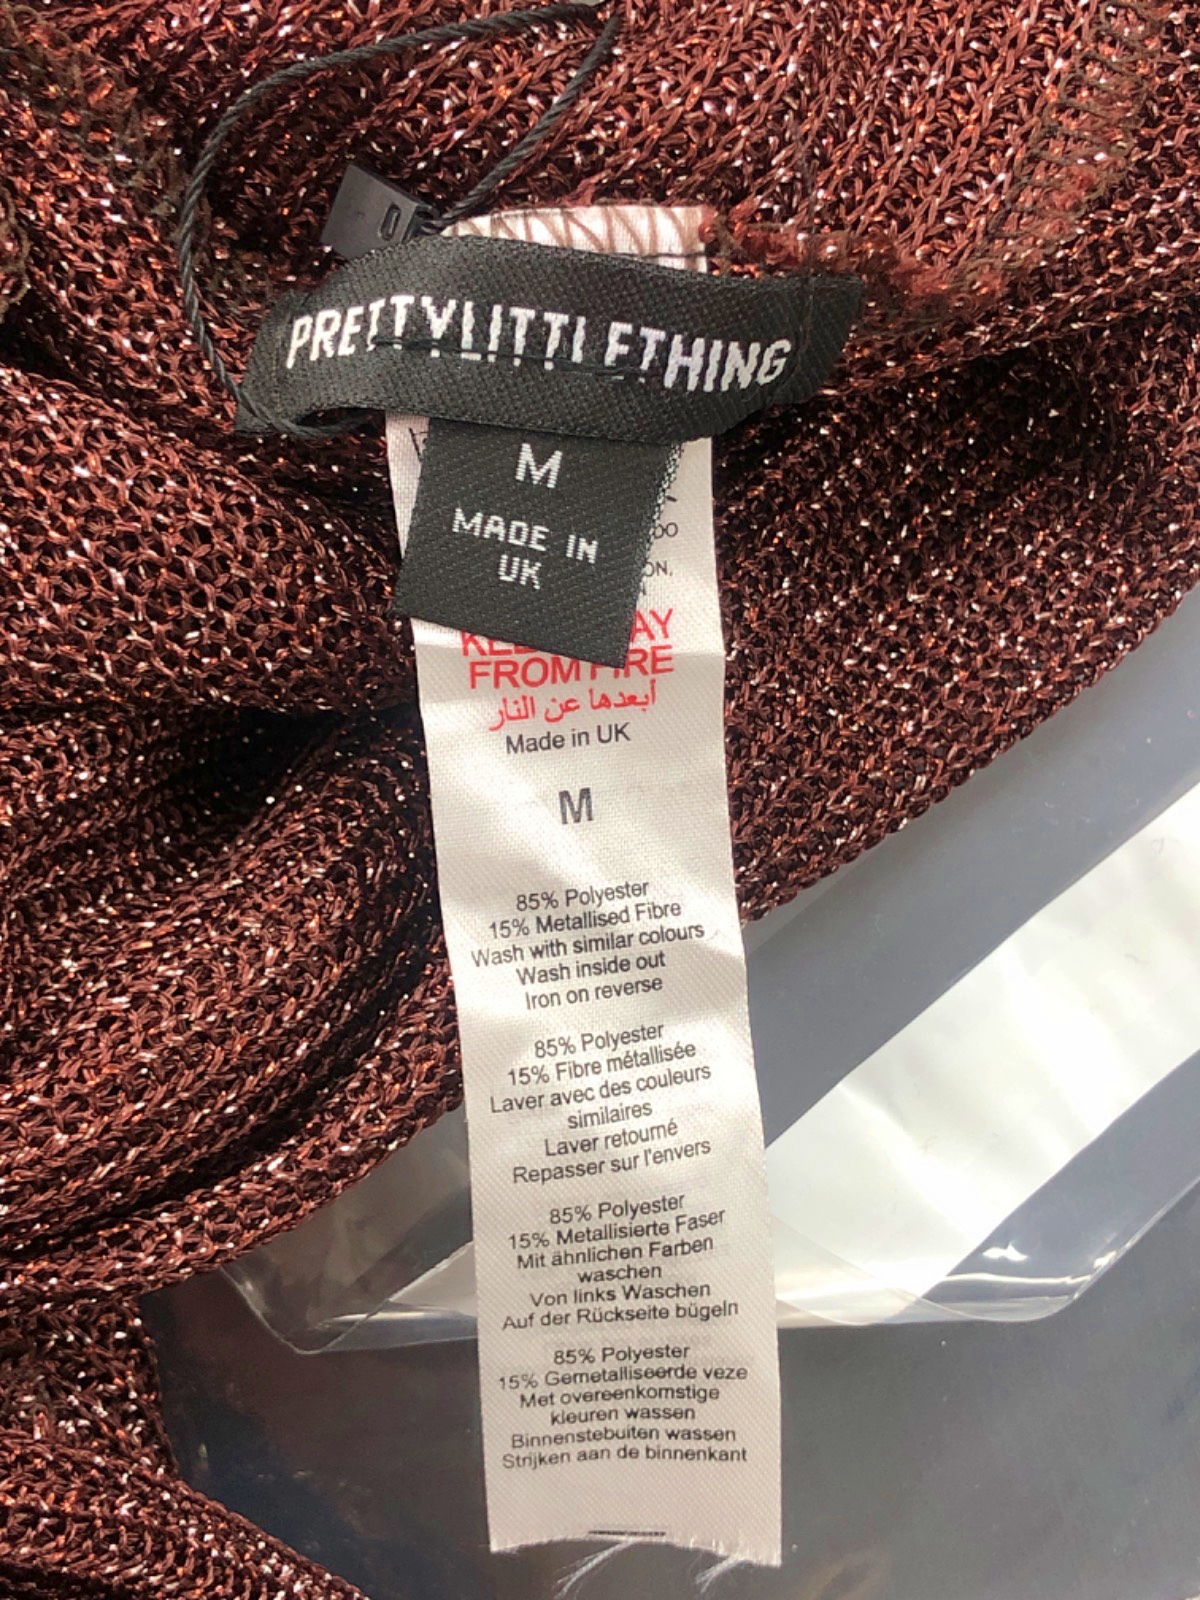 PRETTYLITTLETHING
M
MADE IN
UK
FROM FIRE
أبعدها عن النار
Made in UK
M
85% Polyester
15% Metallised Fibre
Wash with similar colours
Wash inside out
Iron on reverse
85% Polyester
15% Fibre métallisée
Laver avec des couleurs
similaires
Laver retourné
Repasser sur l'envers
85% Polyester
15% Metallisierte Faser
Mit ähnlichen Farben
waschen
Von links Waschen
Auf der Rückseite bügeln
85% Polyester
15% Gemetalliseerde veze
Met overeenkomstige
kleuren wassen
Binnenstebuiten wassen
Strijken aan de binnenkant